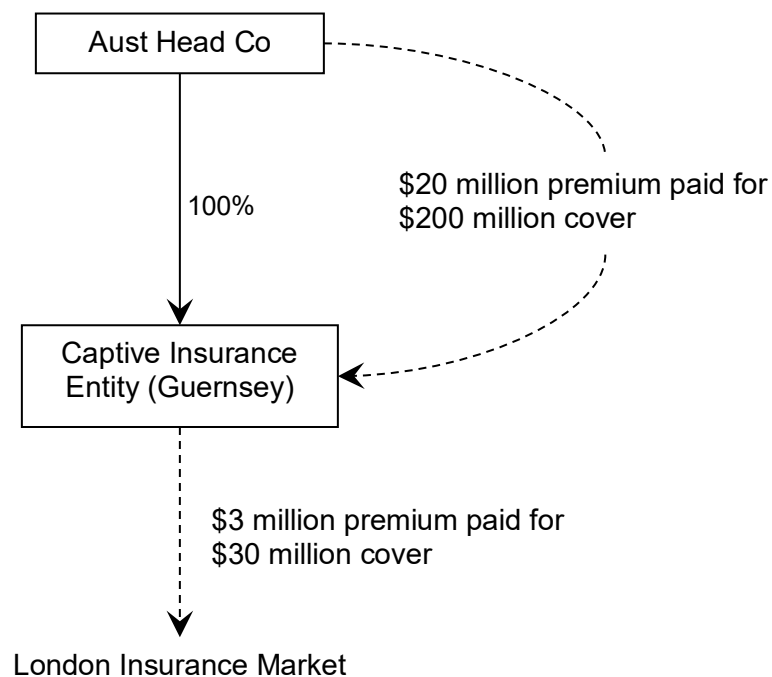 Aust Head Co
$20 million premium paid for
$200 million cover
100%
Captive Insurance
Entity (Guernsey)
$3 million premium paid for
$30 million cover
London Insurance Market